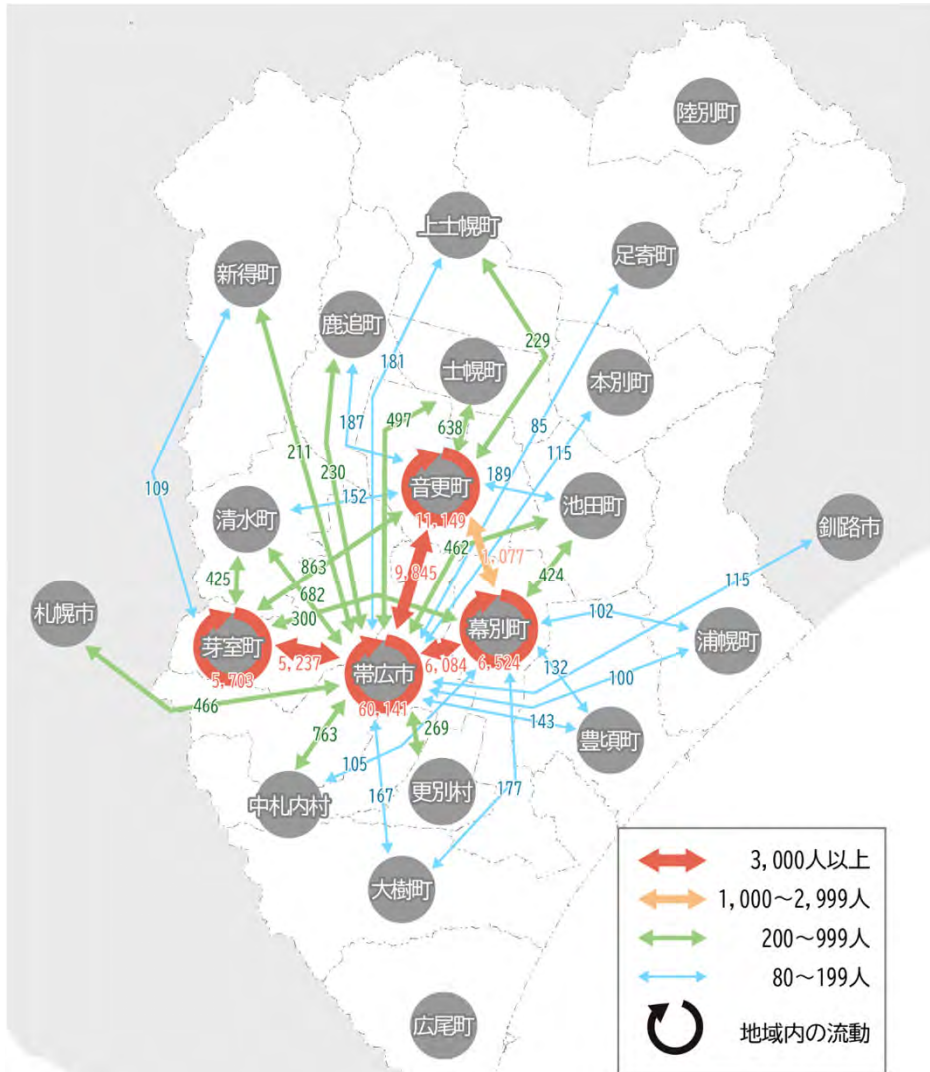 陸別町
上士幌町
足寄町
新得町
鹿追町
229
181
士幌町
本別町
85
187
497
638
115
211
230
109
音更町
11,149
189
152
清水町
池田町
釧路市
462
1,077
863
9,845
425
682
424
115
札幌市
300
幕別町
6,524
102
浦幌町
芽室町
5,703
5,237
帯広市
60,141
6,084
132
100
466
763
269
143
105
豊頃町
167
177
中札内村
更別村
大樹町
広尾町
3,000人以上
1,000～2,999人
200～999人
80～199人
地域内の流動